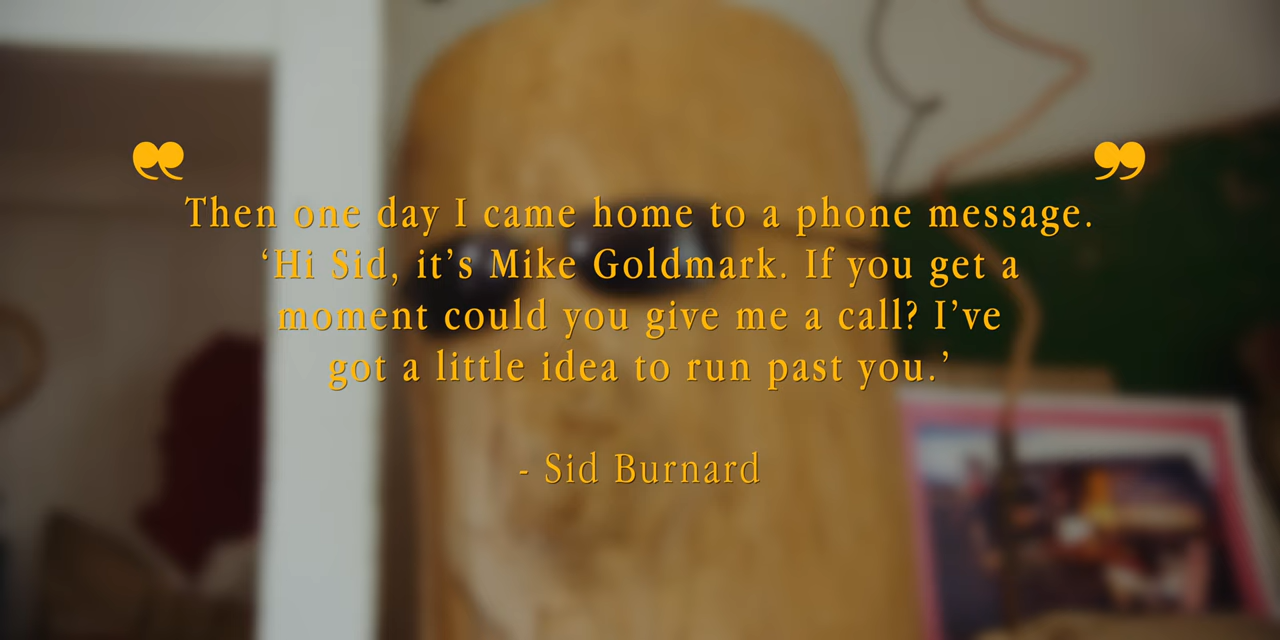 ❝ ❞
Then one day I came home to a phone message.
‘Hi Sid, it’s Mike Goldmark. If you get a
moment could you give me a call? I’ve
got a little idea to run past you.’
- Sid Burnard